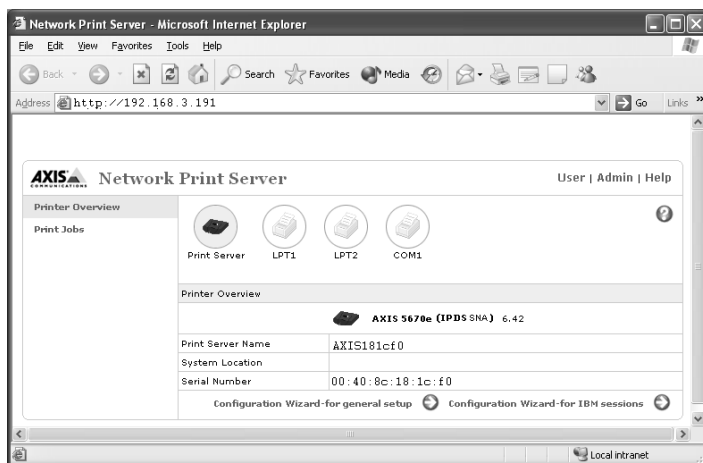 Network Print Server - Microsoft Internet Explorer
File Edit View Favorites Tools Help
Back Search Favorites Media
Address http://192.168.3.191 Go Links »
AXIS COMMUNICATIONS Network Print Server User | Admin | Help
Printer Overview
Print Jobs
Print Server LPT1 LPT2 COM1
Printer Overview
AXIS 5670e (IPDS SNA) 6.42
Print Server Name AXIS181cf0
System Location
Serial Number 00:40:8c:18:1c:f0
Configuration Wizard-for general setup Configuration Wizard-for IBM sessions
Local intranet